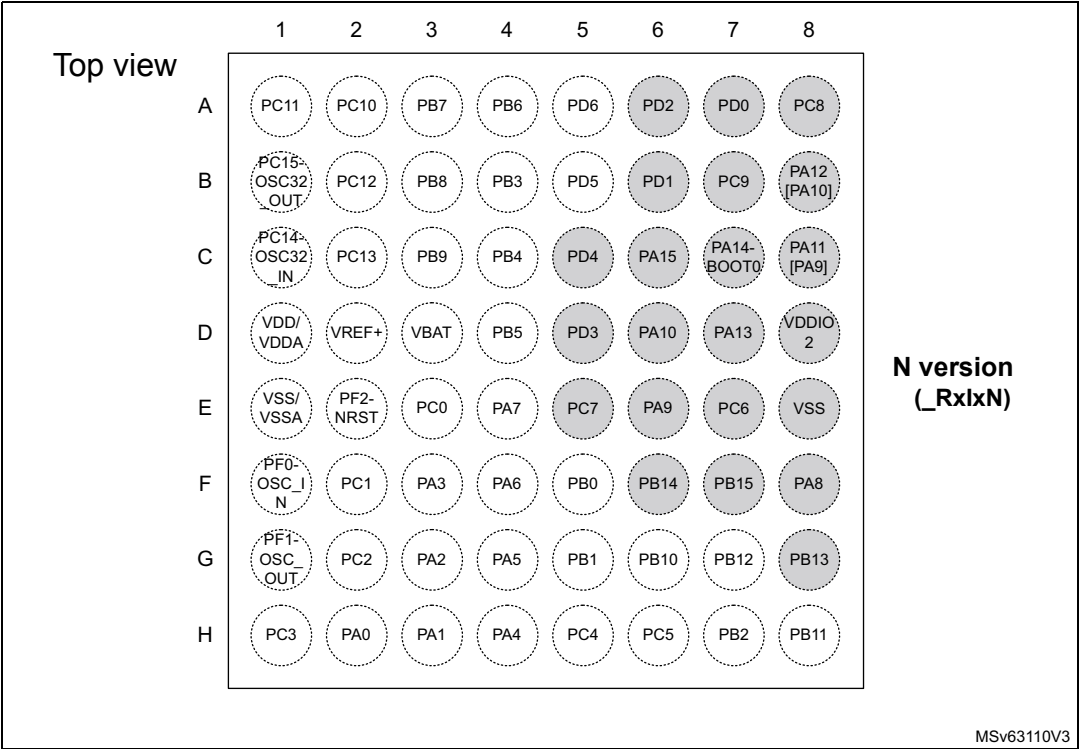 1 2 3 4 5 6 7 8
Top view
A PC11 PC10 PB7 PB6 PD6 PD2 PD0 PC8
B PC15-OSC32_OUT PC12 PB8 PB3 PD5 PD1 PC9 PA12 [PA10]
C PC14-OSC32_IN PC13 PB9 PB4 PD4 PA15 PA14-BOOT0 PA11 [PA9]
D VDD/VDDA VREF+ VBAT PB5 PD3 PA10 PA13 VDDIO2
N version
(_RxIxN)
E VSS/VSSA PF2-NRST PC0 PA7 PC7 PA9 PC6 VSS
F PF0-OSC_IN PC1 PA3 PA6 PB0 PB14 PB15 PA8
G PF1-OSC_OUT PC2 PA2 PA5 PB1 PB10 PB12 PB13
H PC3 PA0 PA1 PA4 PC4 PC5 PB2 PB11
MSv63110V3